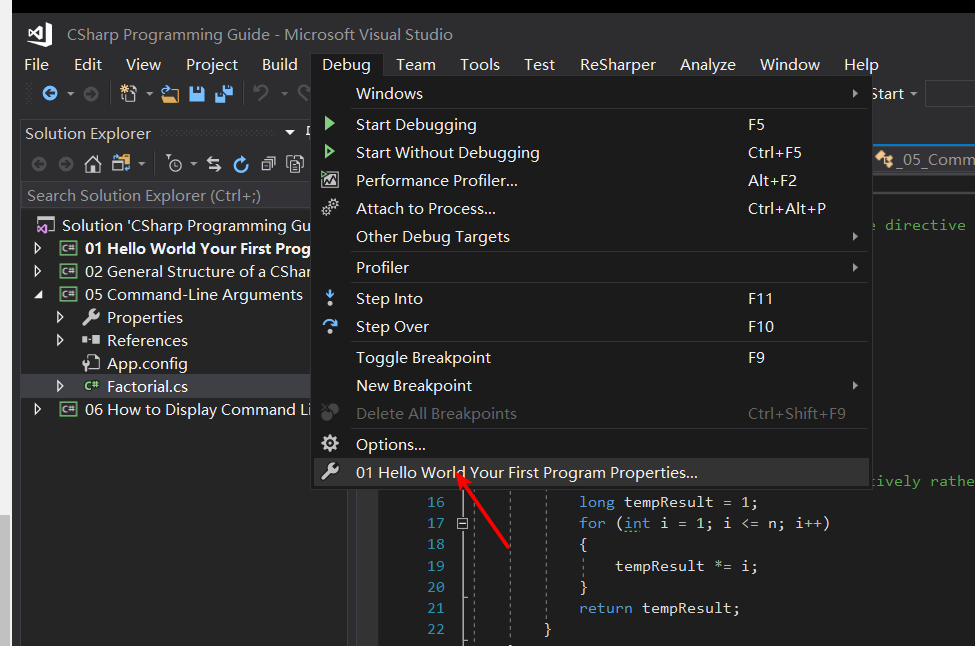 CSharp Programming Guide - Microsoft Visual Studio
File Edit View Project Build Debug Team Tools Test ReSharper Analyze Window Help
Start
Solution Explorer
Search Solution Explorer (Ctrl+;)
Solution 'CSharp Programming Gu
01 Hello World Your First Prog
02 General Structure of a CShar
05 Command-Line Arguments
Properties
References
App.config
C# Factorial.cs
06 How to Display Command Li
Windows
Start Debugging F5
Start Without Debugging Ctrl+F5
Performance Profiler... Alt+F2
Attach to Process... Ctrl+Alt+P
Other Debug Targets
Profiler
Step Into F11
Step Over F10
Toggle Breakpoint F9
New Breakpoint
Delete All Breakpoints Ctrl+Shift+F9
Options...
01 Hello World Your First Program Properties...
_05_Comm
e directive
tively rathe
16 long tempResult = 1;
17 for (int i = 1; i <= n; i++)
18 {
19 tempResult *= i;
20 }
21 return tempResult;
22 }